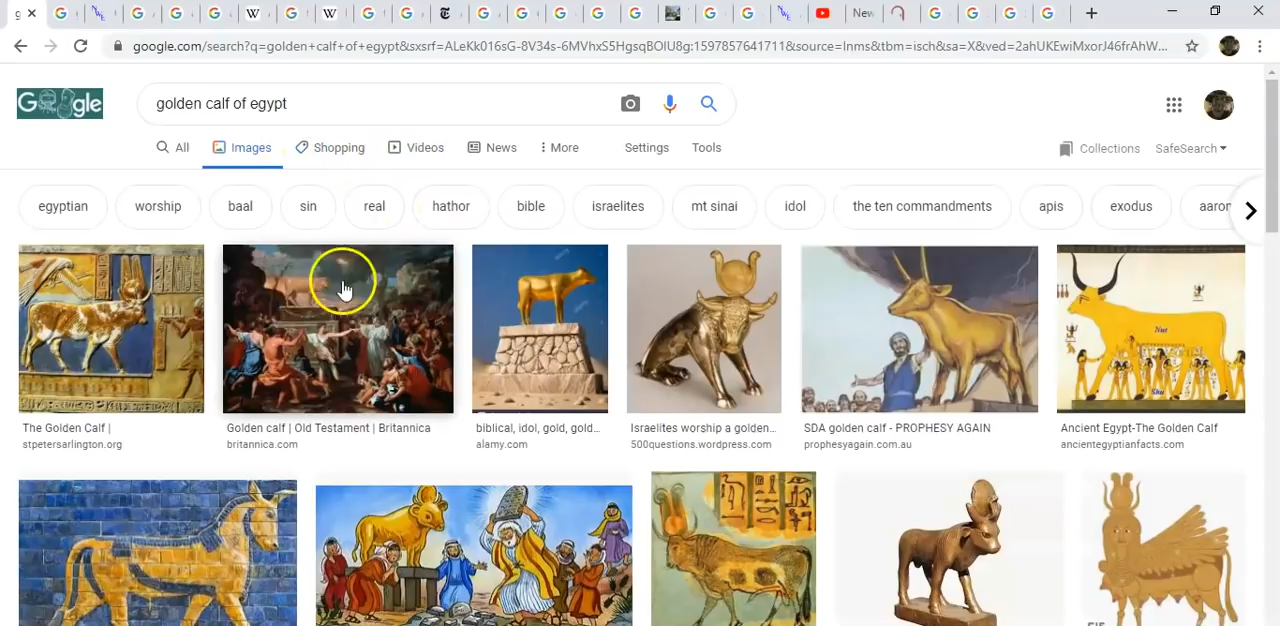 google.com/search?q=golden+calf+of+egypt&sxsrf=ALeKk016sG-8V34s-6MVhxS5HgsqBOlU8g:1597857641711&source=lnms&tbm=isch&sa=X&ved=2ahUKEwiMxorJ46frAhW...
Google
golden calf of egypt
All
Images
Shopping
Videos
News
More
Settings
Tools
Collections
SafeSearch
egyptian
worship
baal
sin
real
hathor
bible
israelites
mt sinai
idol
the ten commandments
apis
exodus
The Golden Calf |
stpetersarlington.org
Golden calf | Old Testament | Britannica
britannica.com
biblical, idol, gold, gold...
alamy.com
Israelites worship a golden...
500questions.wordpress.com
SDA golden calf - PROPHESY AGAIN
prophesyagain.com.au
Nut
Shu
Ancient Egypt-The Golden Calf
ancientegyptianfacts.com